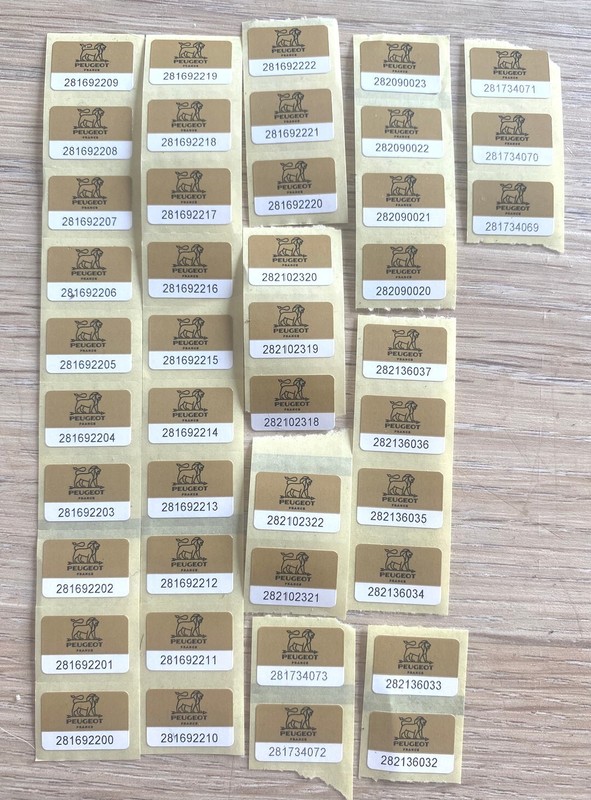 PEUGEOT
FRANCE
281692209
PEUGEOT
FRANCE
281692208
PEUGEOT
FRANCE
281692207
PEUGEOT
FRANCE
281692206
PEUGEOT
FRANCE
281692205
PEUGEOT
FRANCE
281692204
PEUGEOT
FRANCE
281692203
PEUGEOT
FRANCE
281692202
PEUGEOT
FRANCE
281692201
PEUGEOT
FRANCE
281692200
PEUGEOT
FRANCE
281692219
PEUGEOT
FRANCE
281692218
PEUGEOT
FRANCE
281692217
PEUGEOT
FRANCE
281692216
PEUGEOT
FRANCE
281692215
PEUGEOT
FRANCE
281692214
PEUGEOT
FRANCE
281692213
PEUGEOT
FRANCE
281692212
PEUGEOT
FRANCE
281692211
PEUGEOT
FRANCE
281692210
PEUGEOT
FRANCE
281692222
PEUGEOT
FRANCE
281692221
PEUGEOT
FRANCE
281692220
PEUGEOT
FRANCE
282102320
PEUGEOT
FRANCE
282102319
PEUGEOT
FRANCE
282102318
PEUGEOT
FRANCE
282102322
PEUGEOT
FRANCE
282102321
PEUGEOT
FRANCE
281734073
PEUGEOT
FRANCE
281734072
PEUGEOT
FRANCE
282090023
PEUGEOT
FRANCE
282090022
PEUGEOT
FRANCE
282090021
PEUGEOT
FRANCE
282090020
PEUGEOT
FRANCE
282136037
PEUGEOT
FRANCE
282136036
PEUGEOT
FRANCE
282136035
PEUGEOT
FRANCE
282136034
PEUGEOT
FRANCE
282136033
PEUGEOT
FRANCE
282136032
PEUGEOT
FRANCE
281734071
PEUGEOT
FRANCE
281734070
PEUGEOT
FRANCE
281734069